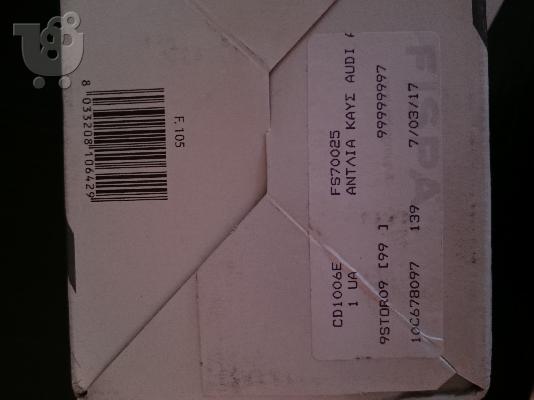 FISPA
CD1006E FS70025
1 UA ΑΝΤΛΙΑ ΚΑΥΣ AUDI A
9STOR09 [99 ] 99999997
10C678097 139 7/03/17
F. 105
8 033208 106429